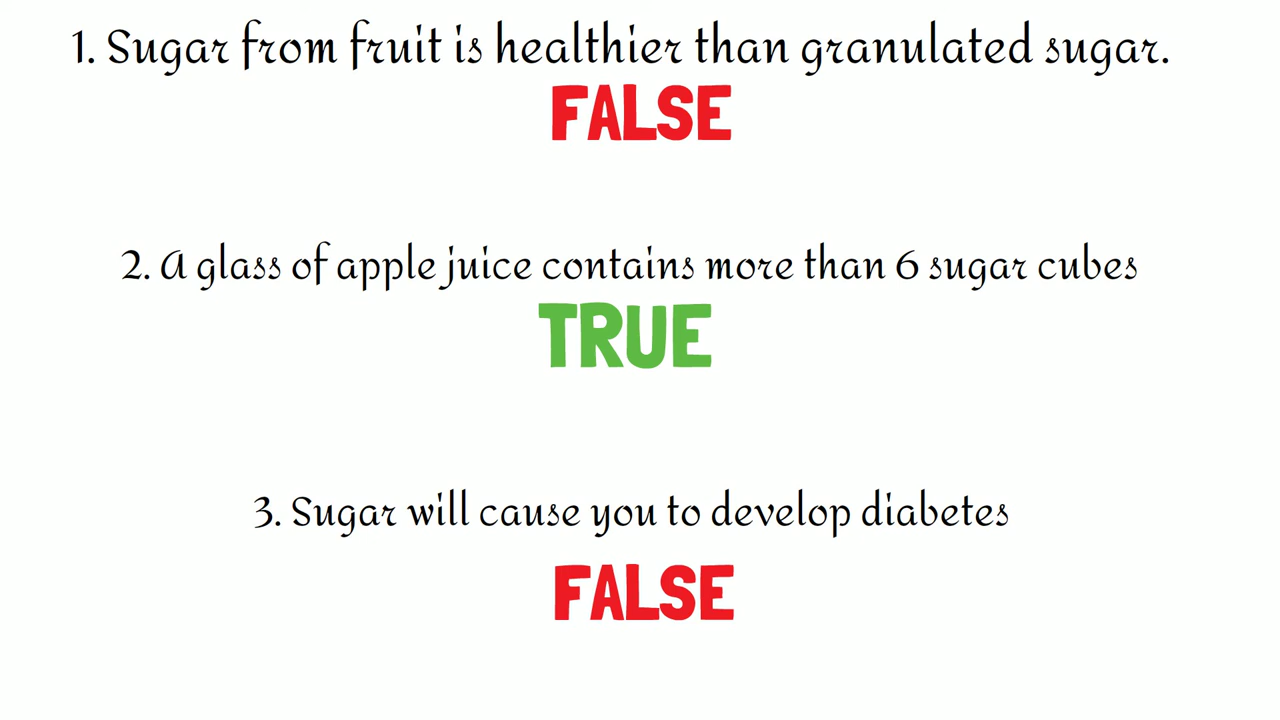 1. Sugar from fruit is healthier than granulated sugar.
FALSE
2. A glass of apple juice contains more than 6 sugar cubes
TRUE
3. Sugar will cause you to develop diabetes
FALSE